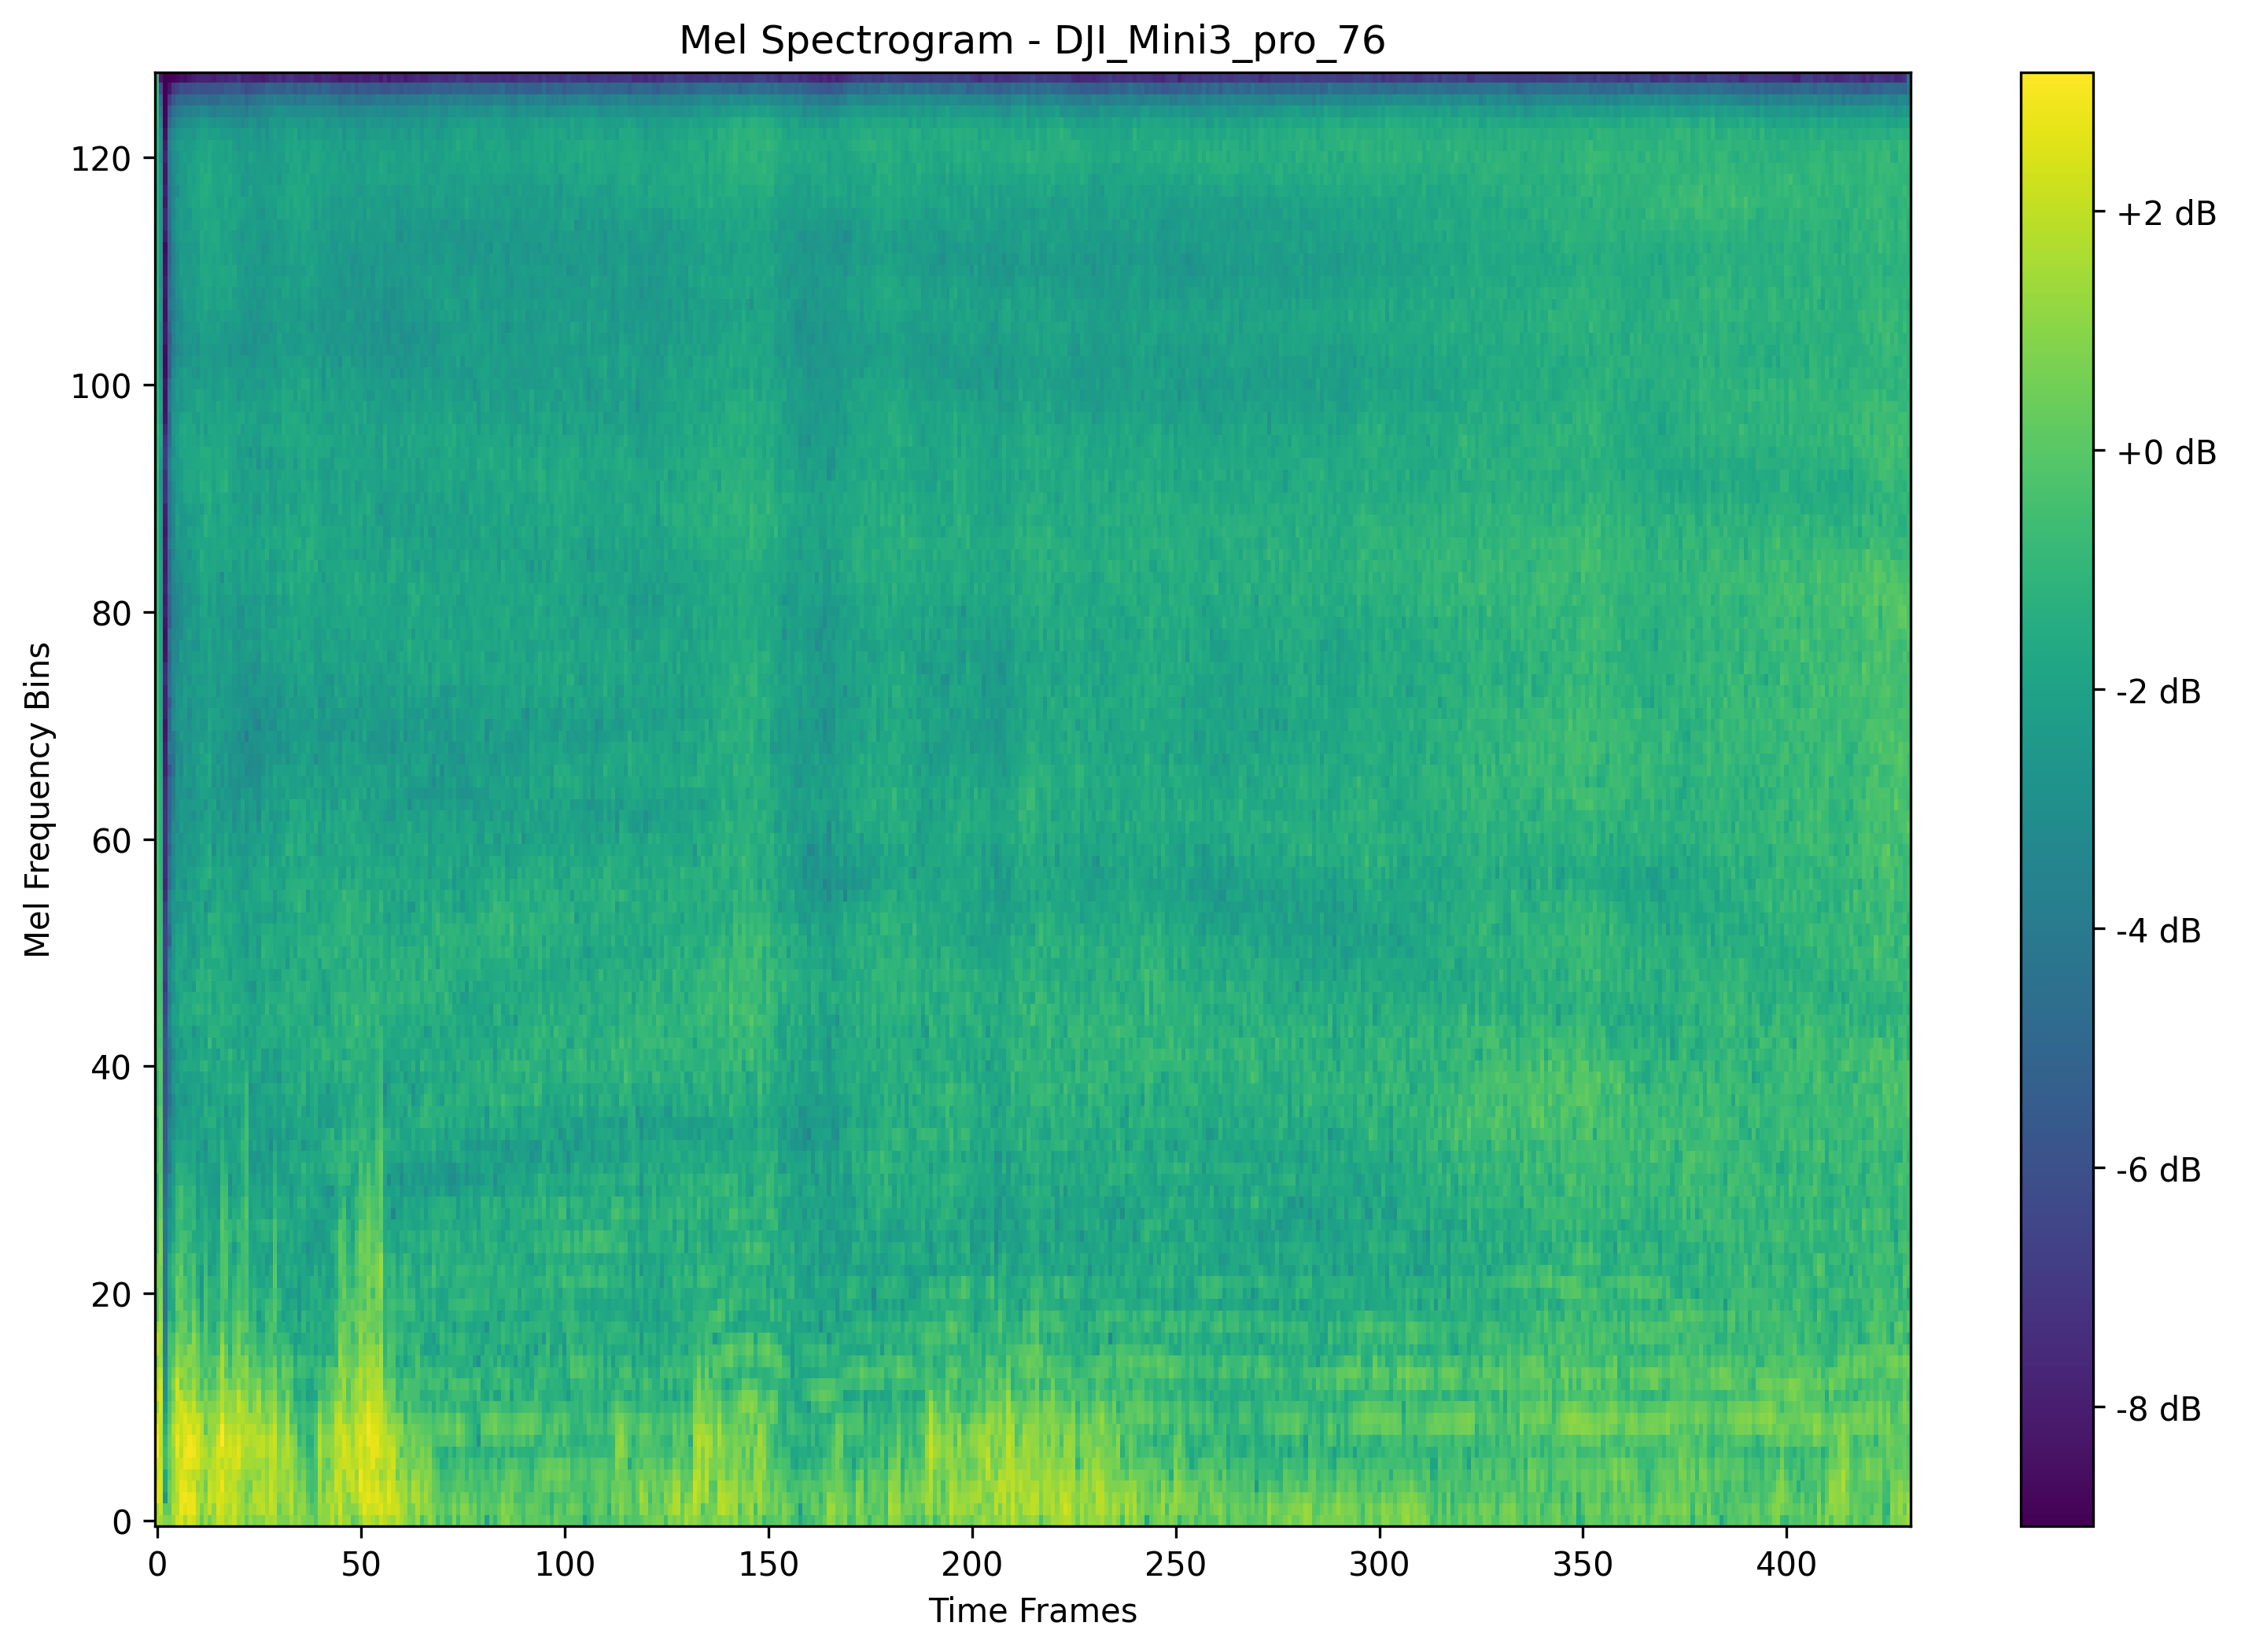 Mel Spectrogram - DJI_Mini3_pro_76
Mel Frequency Bins
120
100
80
60
40
20
0
0 50 100 150 200 250 300 350 400
Time Frames
+2 dB
+0 dB
-2 dB
-4 dB
-6 dB
-8 dB